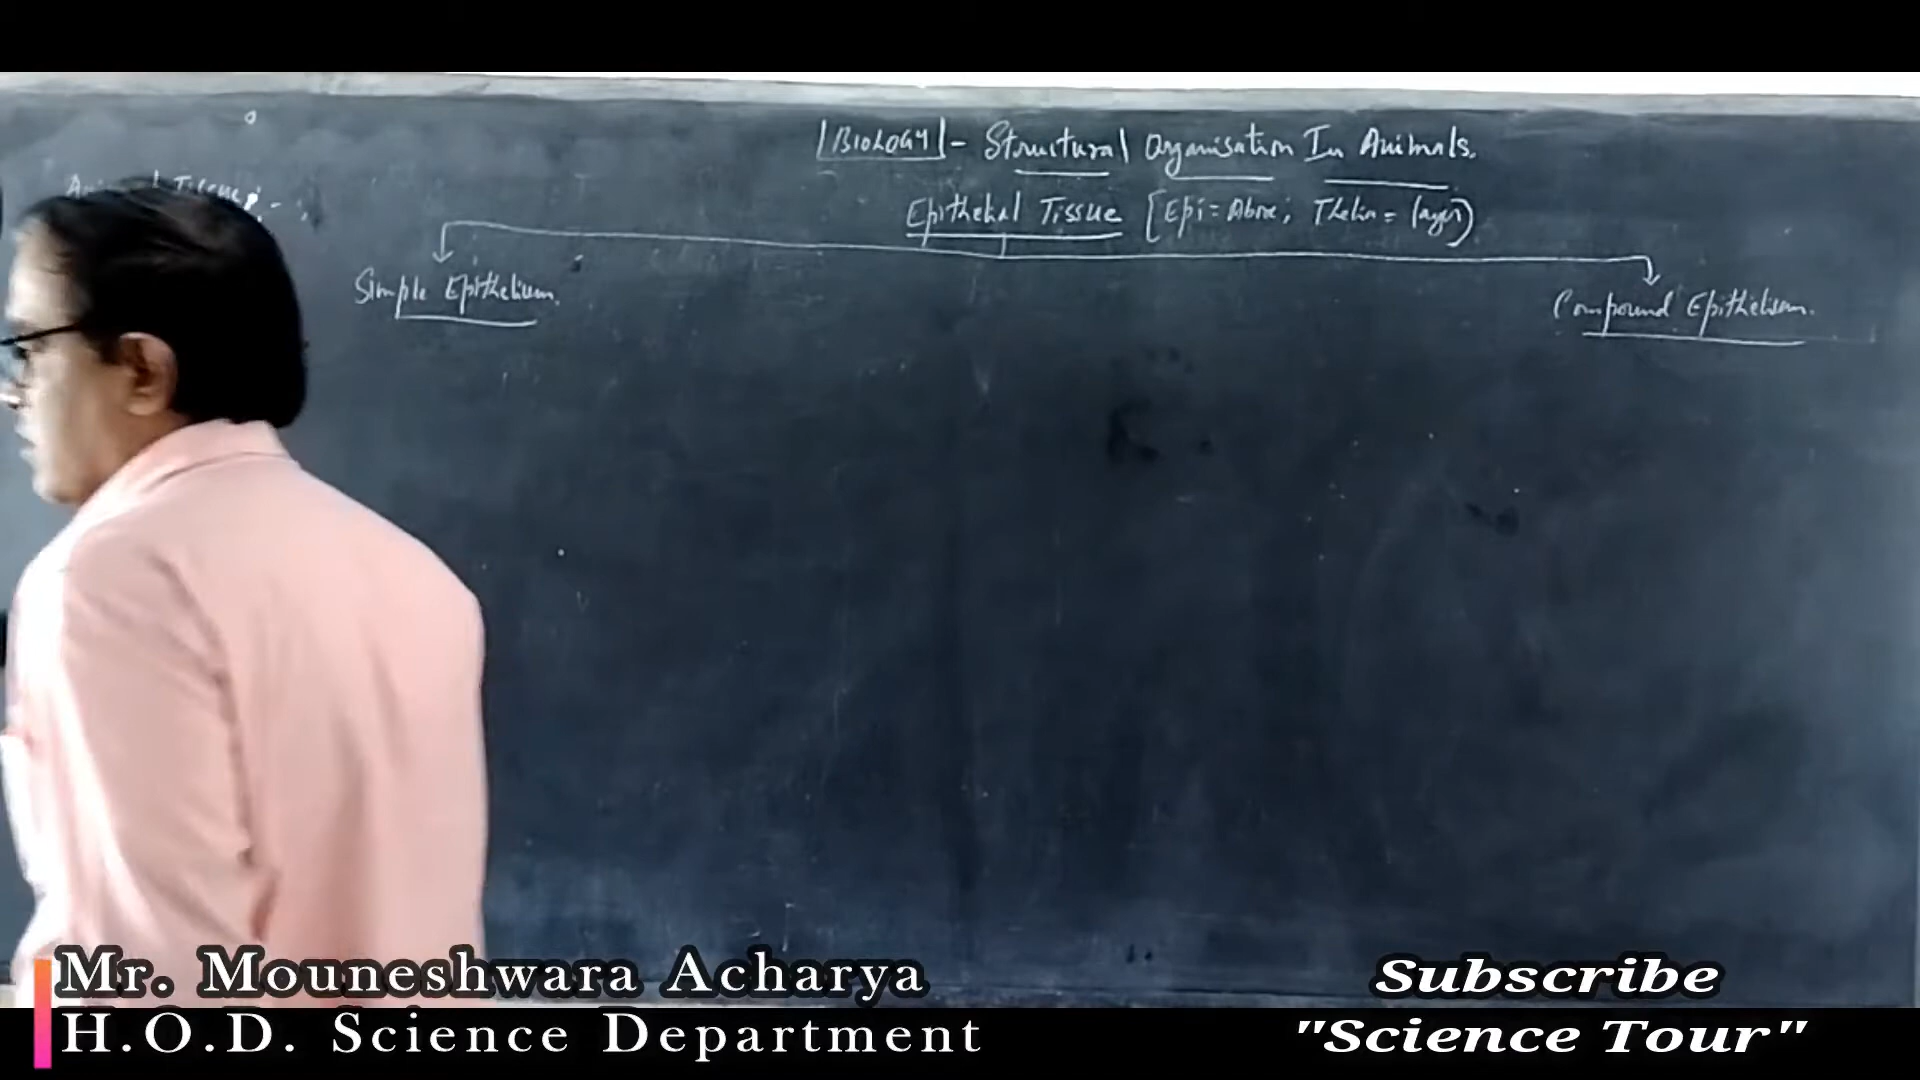 |BIOLOGY| - Structural Organisation In Animals.
Tissue :-
Epithelial Tissue [Epi = Above; Thelia = layer)
Simple Epithelium.
Compound Epithelium.
Mr. Mouneshwara Acharya
H.O.D. Science Department
Subscribe
"Science Tour"